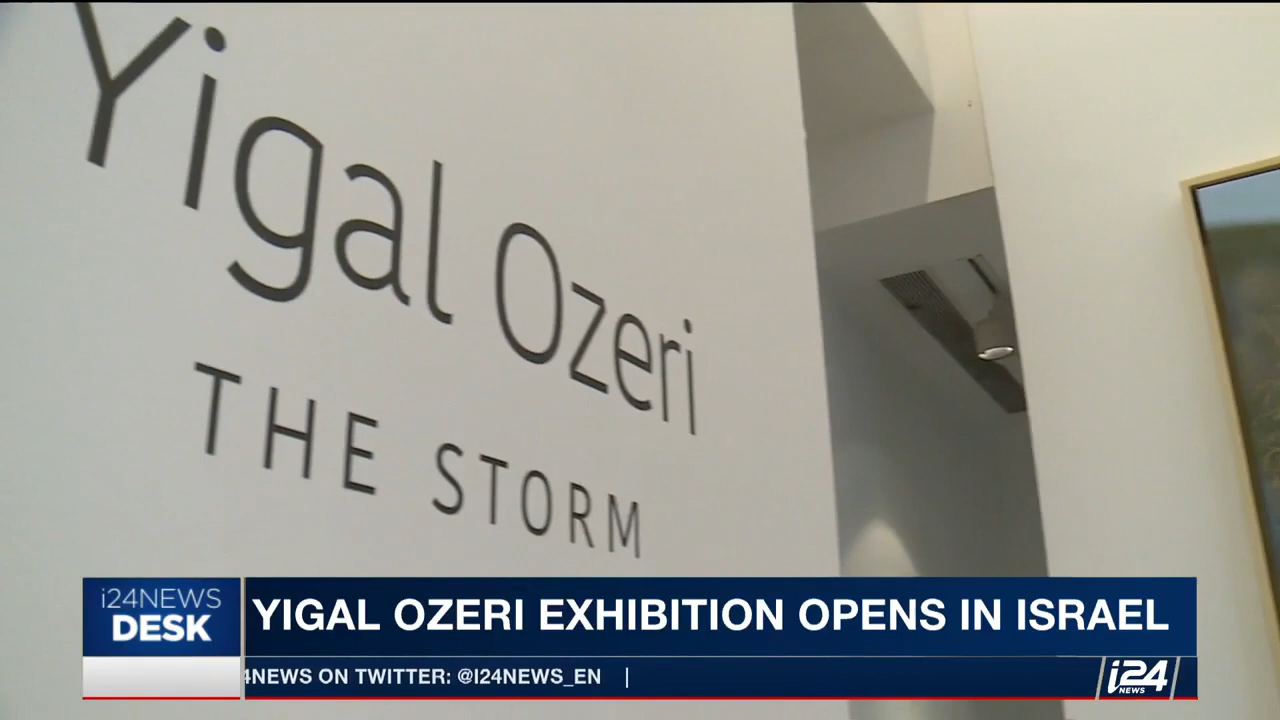 Yigal Ozeri
THE STORM
i24NEWS
DESK
YIGAL OZERI EXHIBITION OPENS IN ISRAEL
4NEWS ON TWITTER: @I24NEWS_EN |
i24
NEWS